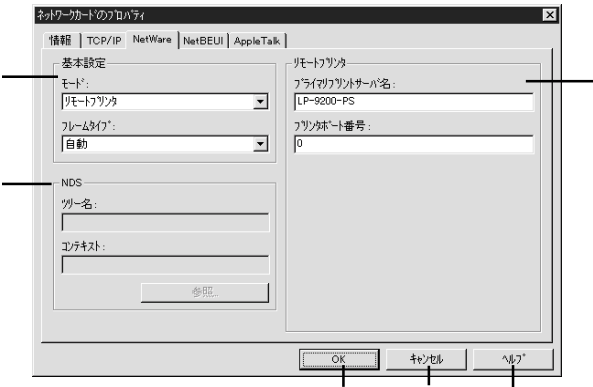 ﾈｯﾄﾜｰｸｶｰﾄﾞのﾌﾟﾛﾊﾟﾃｨ
情報 TCP/IP NetWare NetBEUI AppleTalk
基本設定
ﾓｰﾄﾞ:
ﾘﾓｰﾄﾌﾟﾘﾝﾀ
ﾌﾚｰﾑﾀｲﾌﾟ:
自動
NDS
ﾂﾘｰ名:
ｺﾝﾃｷｽﾄ:
参照..
ﾘﾓｰﾄﾌﾟﾘﾝﾀ
ﾌﾟﾗｲﾏﾘﾌﾟﾘﾝﾄｻｰﾊﾞ名:
LP-9200-PS
ﾌﾟﾘﾝﾀﾎﾟｰﾄ番号:
0
OK ｷｬﾝｾﾙ ﾍﾙﾌﾟ